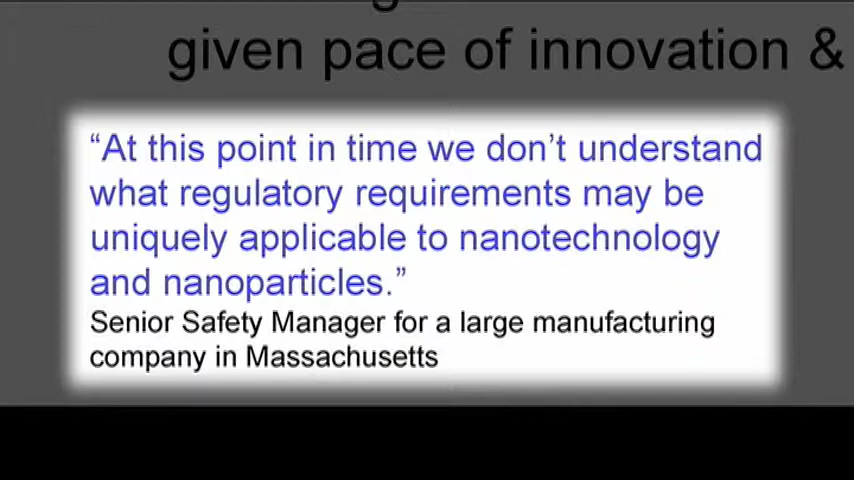 given pace of innovation &
“At this point in time we don’t understand
what regulatory requirements may be
uniquely applicable to nanotechnology
and nanoparticles.”
Senior Safety Manager for a large manufacturing
company in Massachusetts